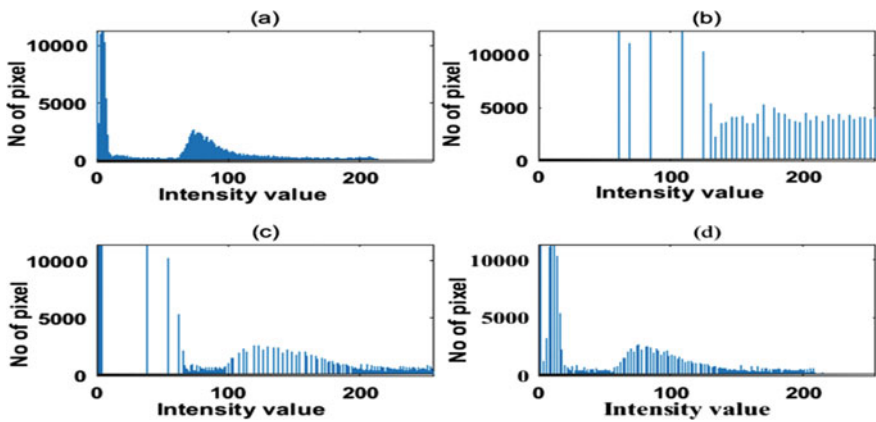 (a) (b)
No of pixel 10000 5000 0 No of pixel 10000 5000 0
0 100 200 0 100 200
Intensity value Intensity value
(c) (d)
No of pixel 10000 5000 0 No of pixel 10000 5000 0
0 100 200 0 100 200
Intensity value Intensity value